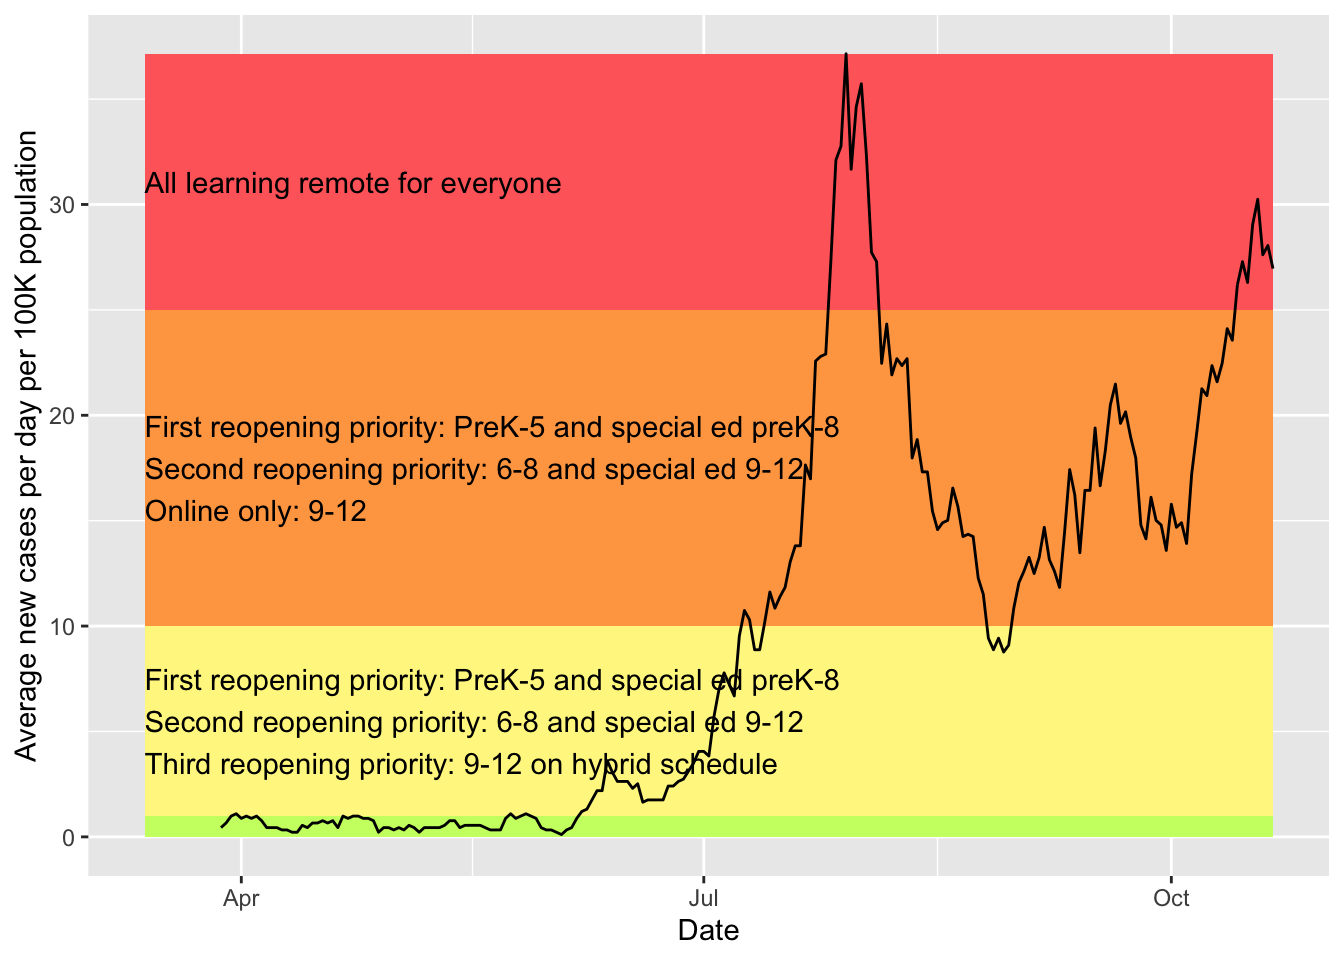 Average new cases per day per 100K population
30
20
10
0
All learning remote for everyone
First reopening priority: PreK-5 and special ed preK-8
Second reopening priority: 6-8 and special ed 9-12
Online only: 9-12
First reopening priority: PreK-5 and special ed preK-8
Second reopening priority: 6-8 and special ed 9-12
Third reopening priority: 9-12 on hybrid schedule
Apr
Jul
Oct
Date